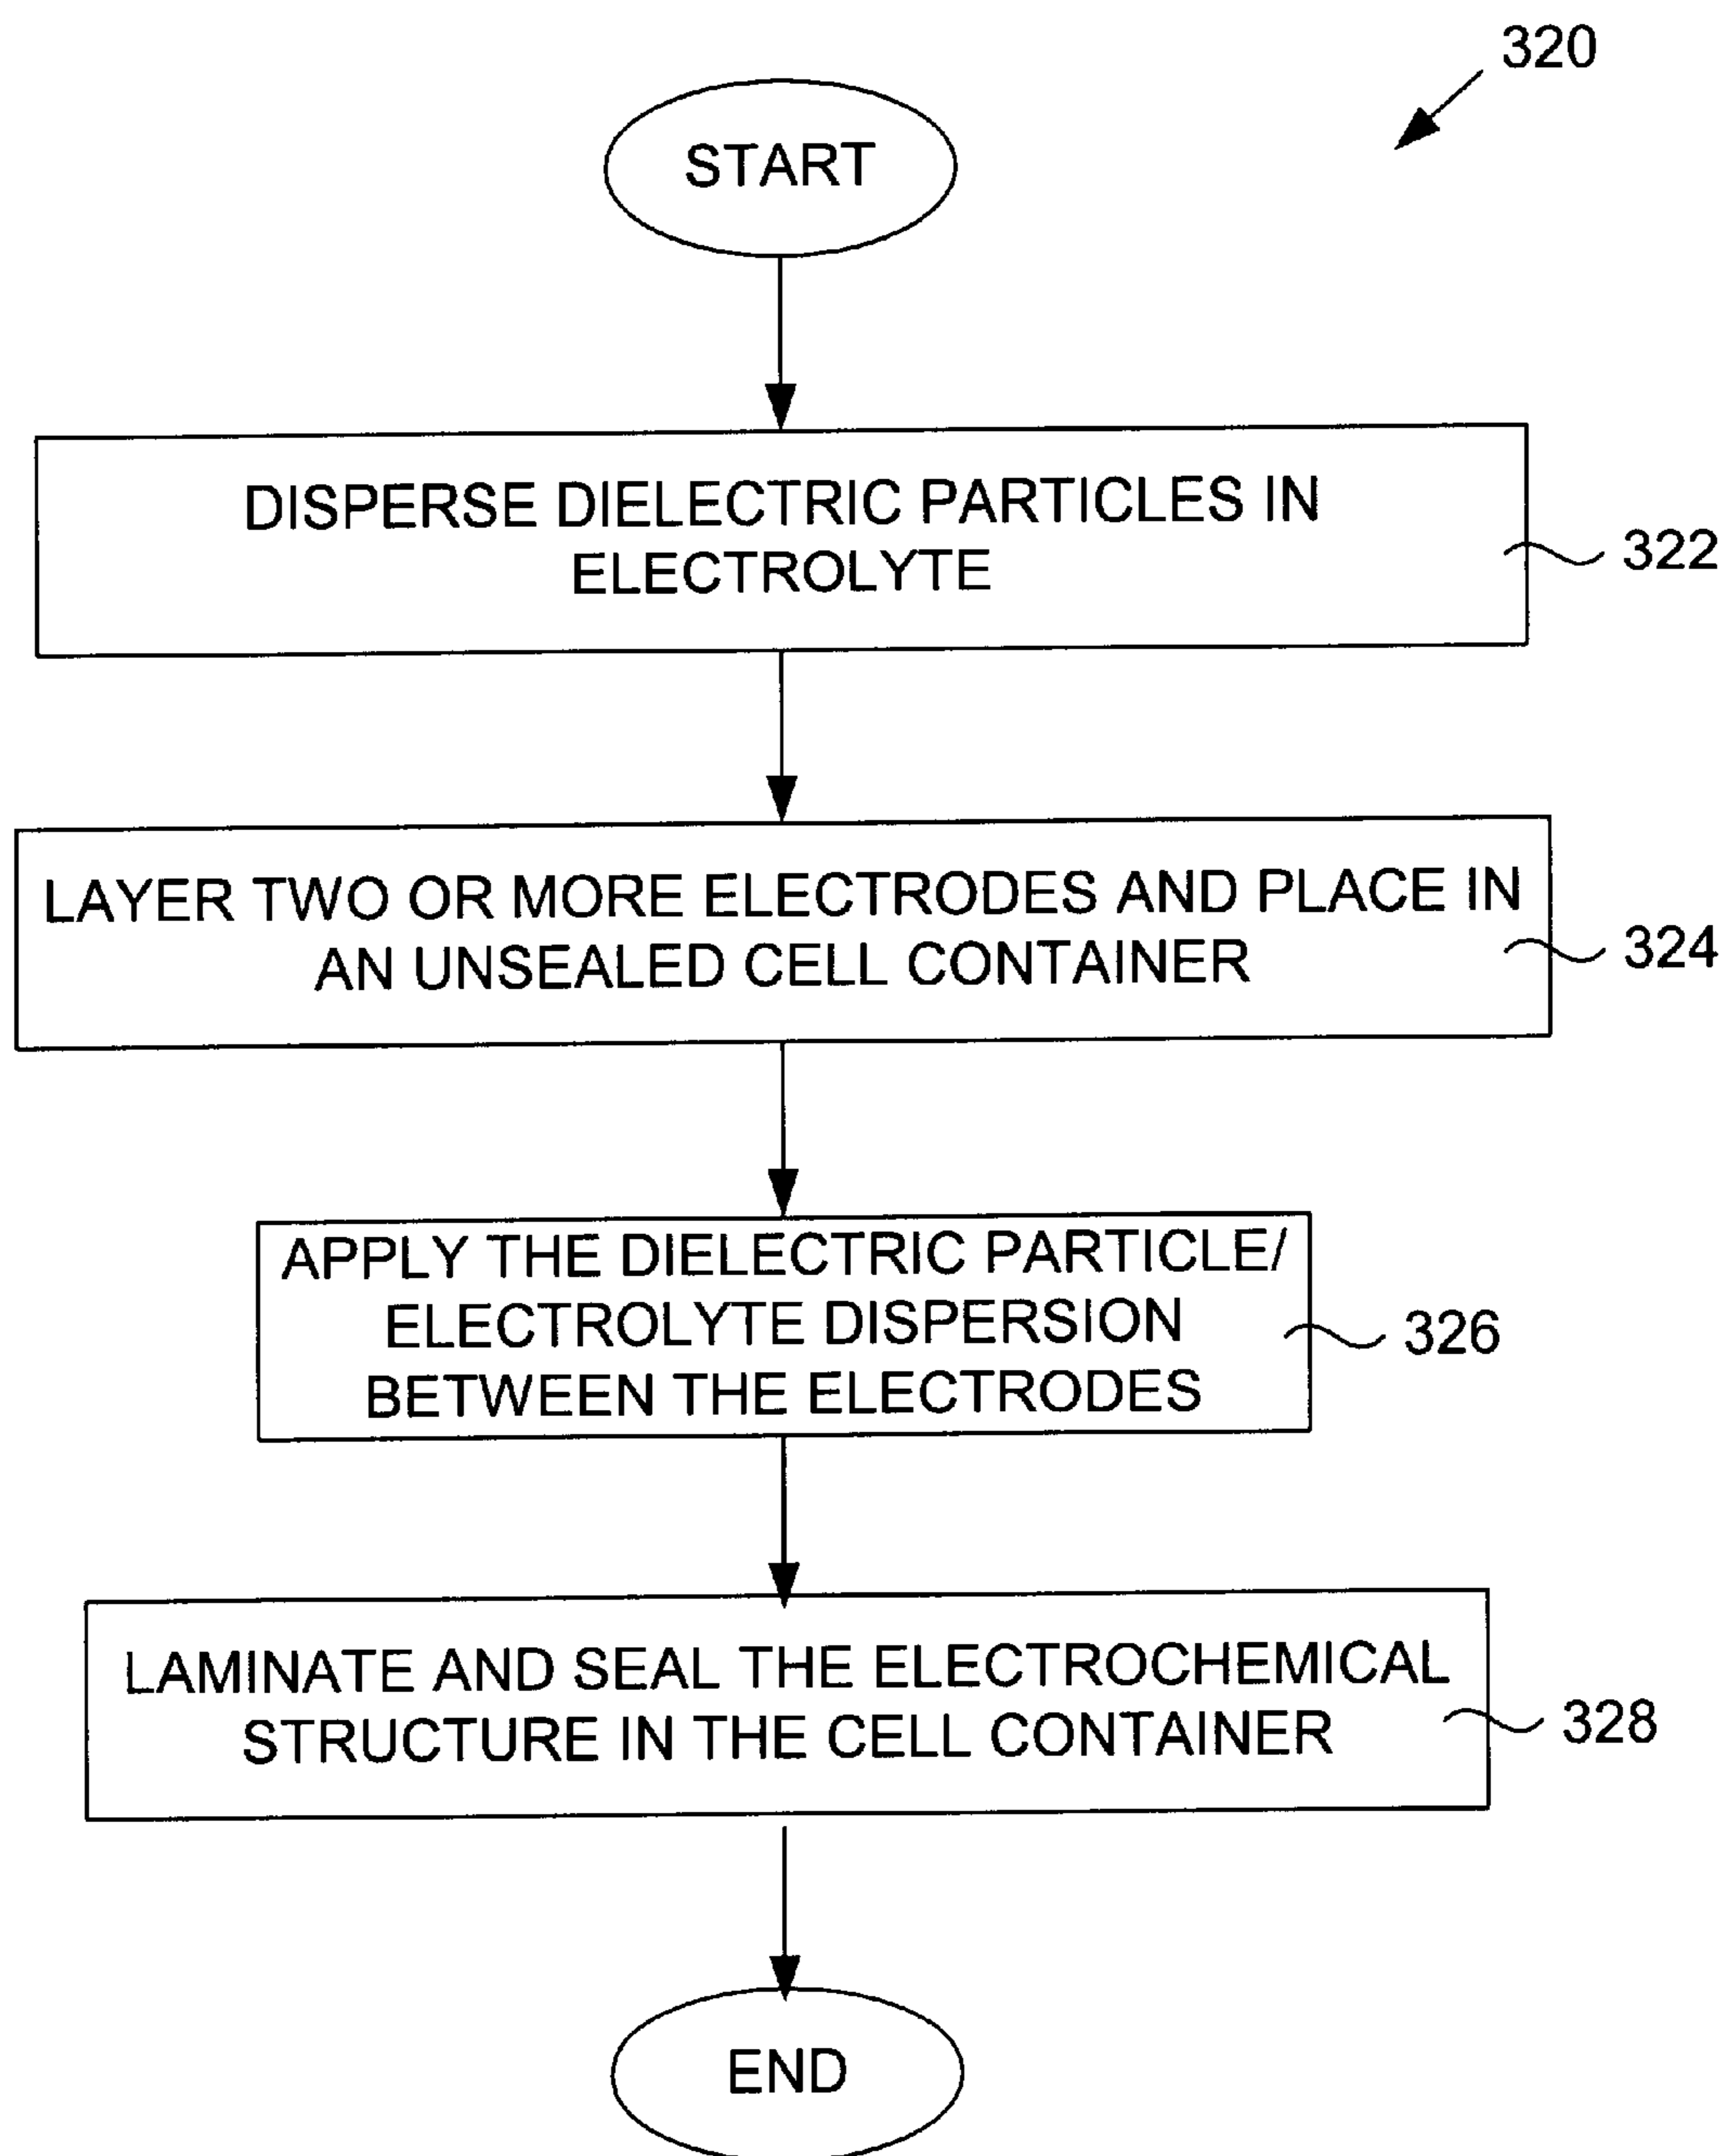 320
START
DISPERSE DIELECTRIC PARTICLES IN
ELECTROLYTE
322
LAYER TWO OR MORE ELECTRODES AND PLACE IN
AN UNSEALED CELL CONTAINER
324
APPLY THE DIELECTRIC PARTICLE/
ELECTROLYTE DISPERSION
BETWEEN THE ELECTRODES
326
LAMINATE AND SEAL THE ELECTROCHEMICAL
STRUCTURE IN THE CELL CONTAINER
328
END